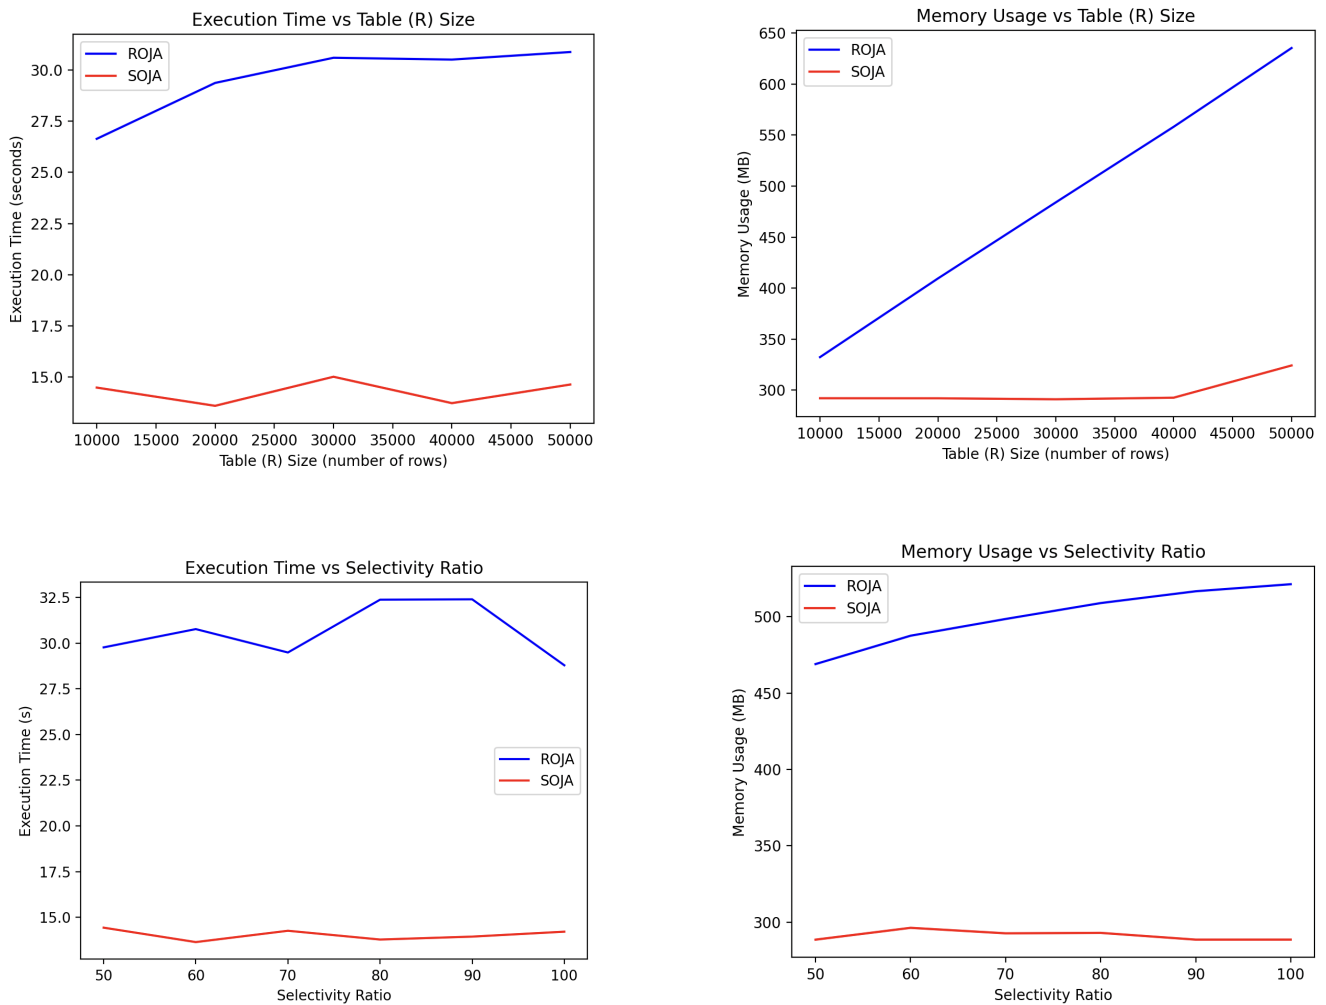 Execution Time vs Table (R) Size
ROJA
SOJA
30.0
27.5
25.0
22.5
20.0
17.5
15.0
Execution Time (seconds)
10000 15000 20000 25000 30000 35000 40000 45000 50000
Table (R) Size (number of rows)
Memory Usage vs Table (R) Size
ROJA
SOJA
650
600
550
500
450
400
350
300
Memory Usage (MB)
10000 15000 20000 25000 30000 35000 40000 45000 50000
Table (R) Size (number of rows)
Execution Time vs Selectivity Ratio
32.5
30.0
27.5
25.0
22.5
20.0
17.5
15.0
Execution Time (s)
ROJA
SOJA
50 60 70 80 90 100
Selectivity Ratio
Memory Usage vs Selectivity Ratio
ROJA
SOJA
500
450
400
350
300
Memory Usage (MB)
50 60 70 80 90 100
Selectivity Ratio